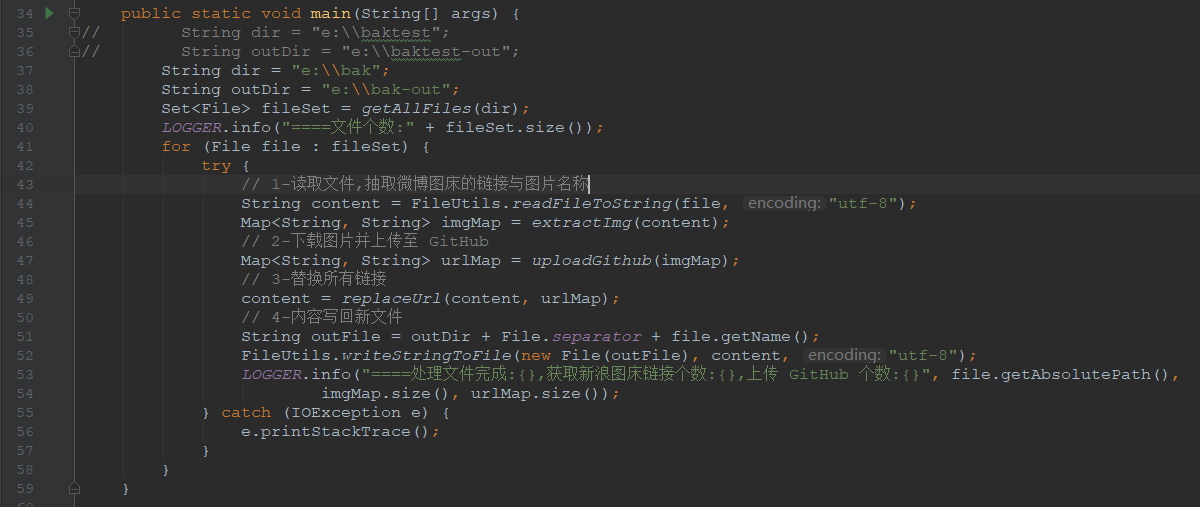 34 public static void main(String[] args) {
35 // String dir = "e:\\baktest";
36 // String outDir = "e:\\baktest-out";
37 String dir = "e:\\bak";
38 String outDir = "e:\\bak-out";
39 Set<File> fileSet = getAllFiles(dir);
40 LOGGER.info("====文件个数:" + fileSet.size());
41 for (File file : fileSet) {
42 try {
43 // 1-读取文件,抽取微博图床的链接与图片名称
44 String content = FileUtils.readFileToString(file, encoding: "utf-8");
45 Map<String, String> imgMap = extractImg(content);
46 // 2-下载图片并上传至 GitHub
47 Map<String, String> urlMap = uploadGithub(imgMap);
48 // 3-替换所有链接
49 content = replaceUrl(content, urlMap);
50 // 4-内容写回新文件
51 String outFile = outDir + File.separator + file.getName();
52 FileUtils.writeStringToFile(new File(outFile), content, encoding: "utf-8");
53 LOGGER.info("====处理文件完成:{},获取新浪图床链接个数:{},上传 GitHub 个数:{}", file.getAbsolutePath(),
54 imgMap.size(), urlMap.size());
55 } catch (IOException e) {
56 e.printStackTrace();
57 }
58 }
59 }